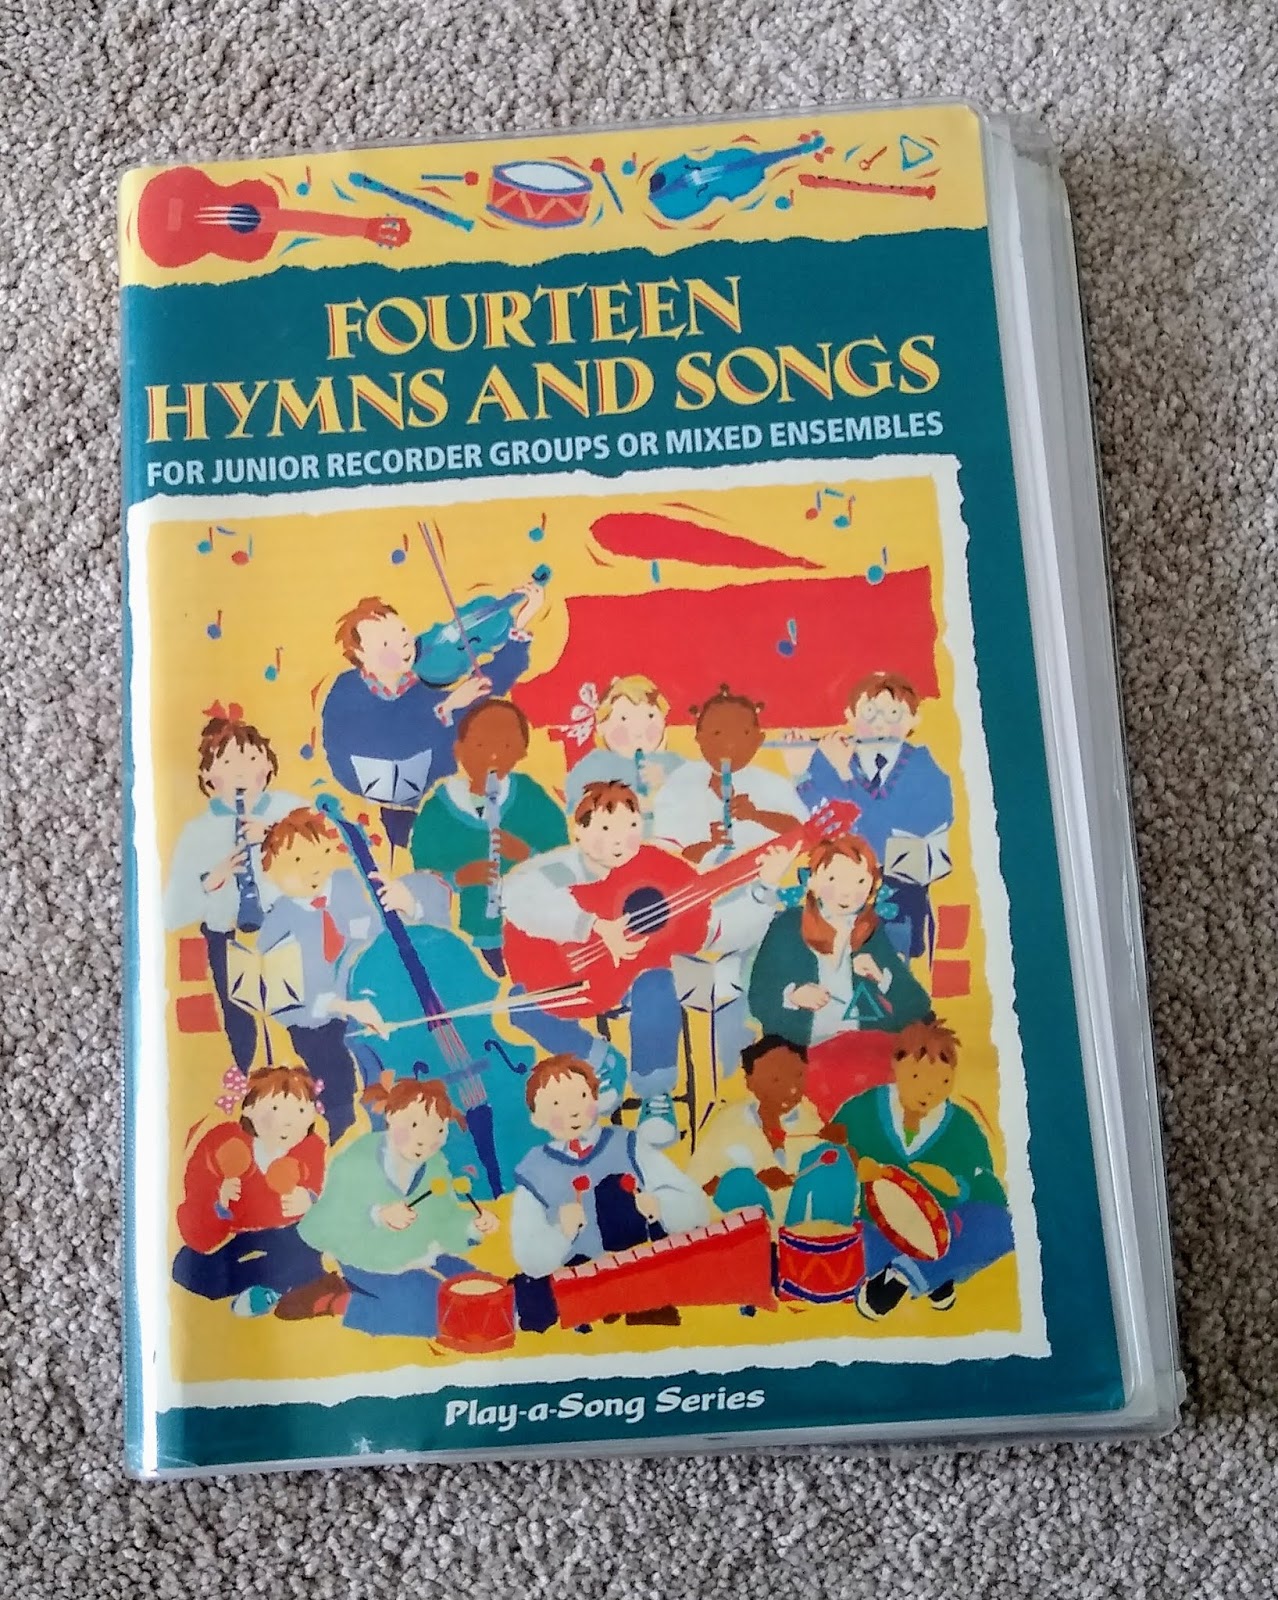 FOURTEEN
HYMNS AND SONGS
FOR JUNIOR RECORDER GROUPS OR MIXED ENSEMBLES
Play-a-Song Series